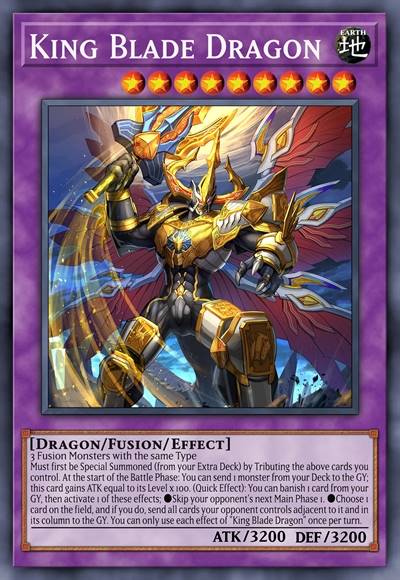 King Blade Dragon
EARTH
地
[Dragon/Fusion/Effect]
3 Fusion Monsters with the same Type
Must first be Special Summoned (from your Extra Deck) by Tributing the above cards you
control. At the start of the Battle Phase: You can send 1 monster from your Deck to the GY;
this card gains ATK equal to its Level x 100. (Quick Effect): You can banish 1 card from your
GY, then activate 1 of these effects; ●Skip your opponent's next Main Phase 1. ●Choose 1
card on the field, and if you do, send all cards your opponent controls adjacent to it and in
its column to the GY. You can only use each effect of "King Blade Dragon" once per turn.
ATK/3200 DEF/3200